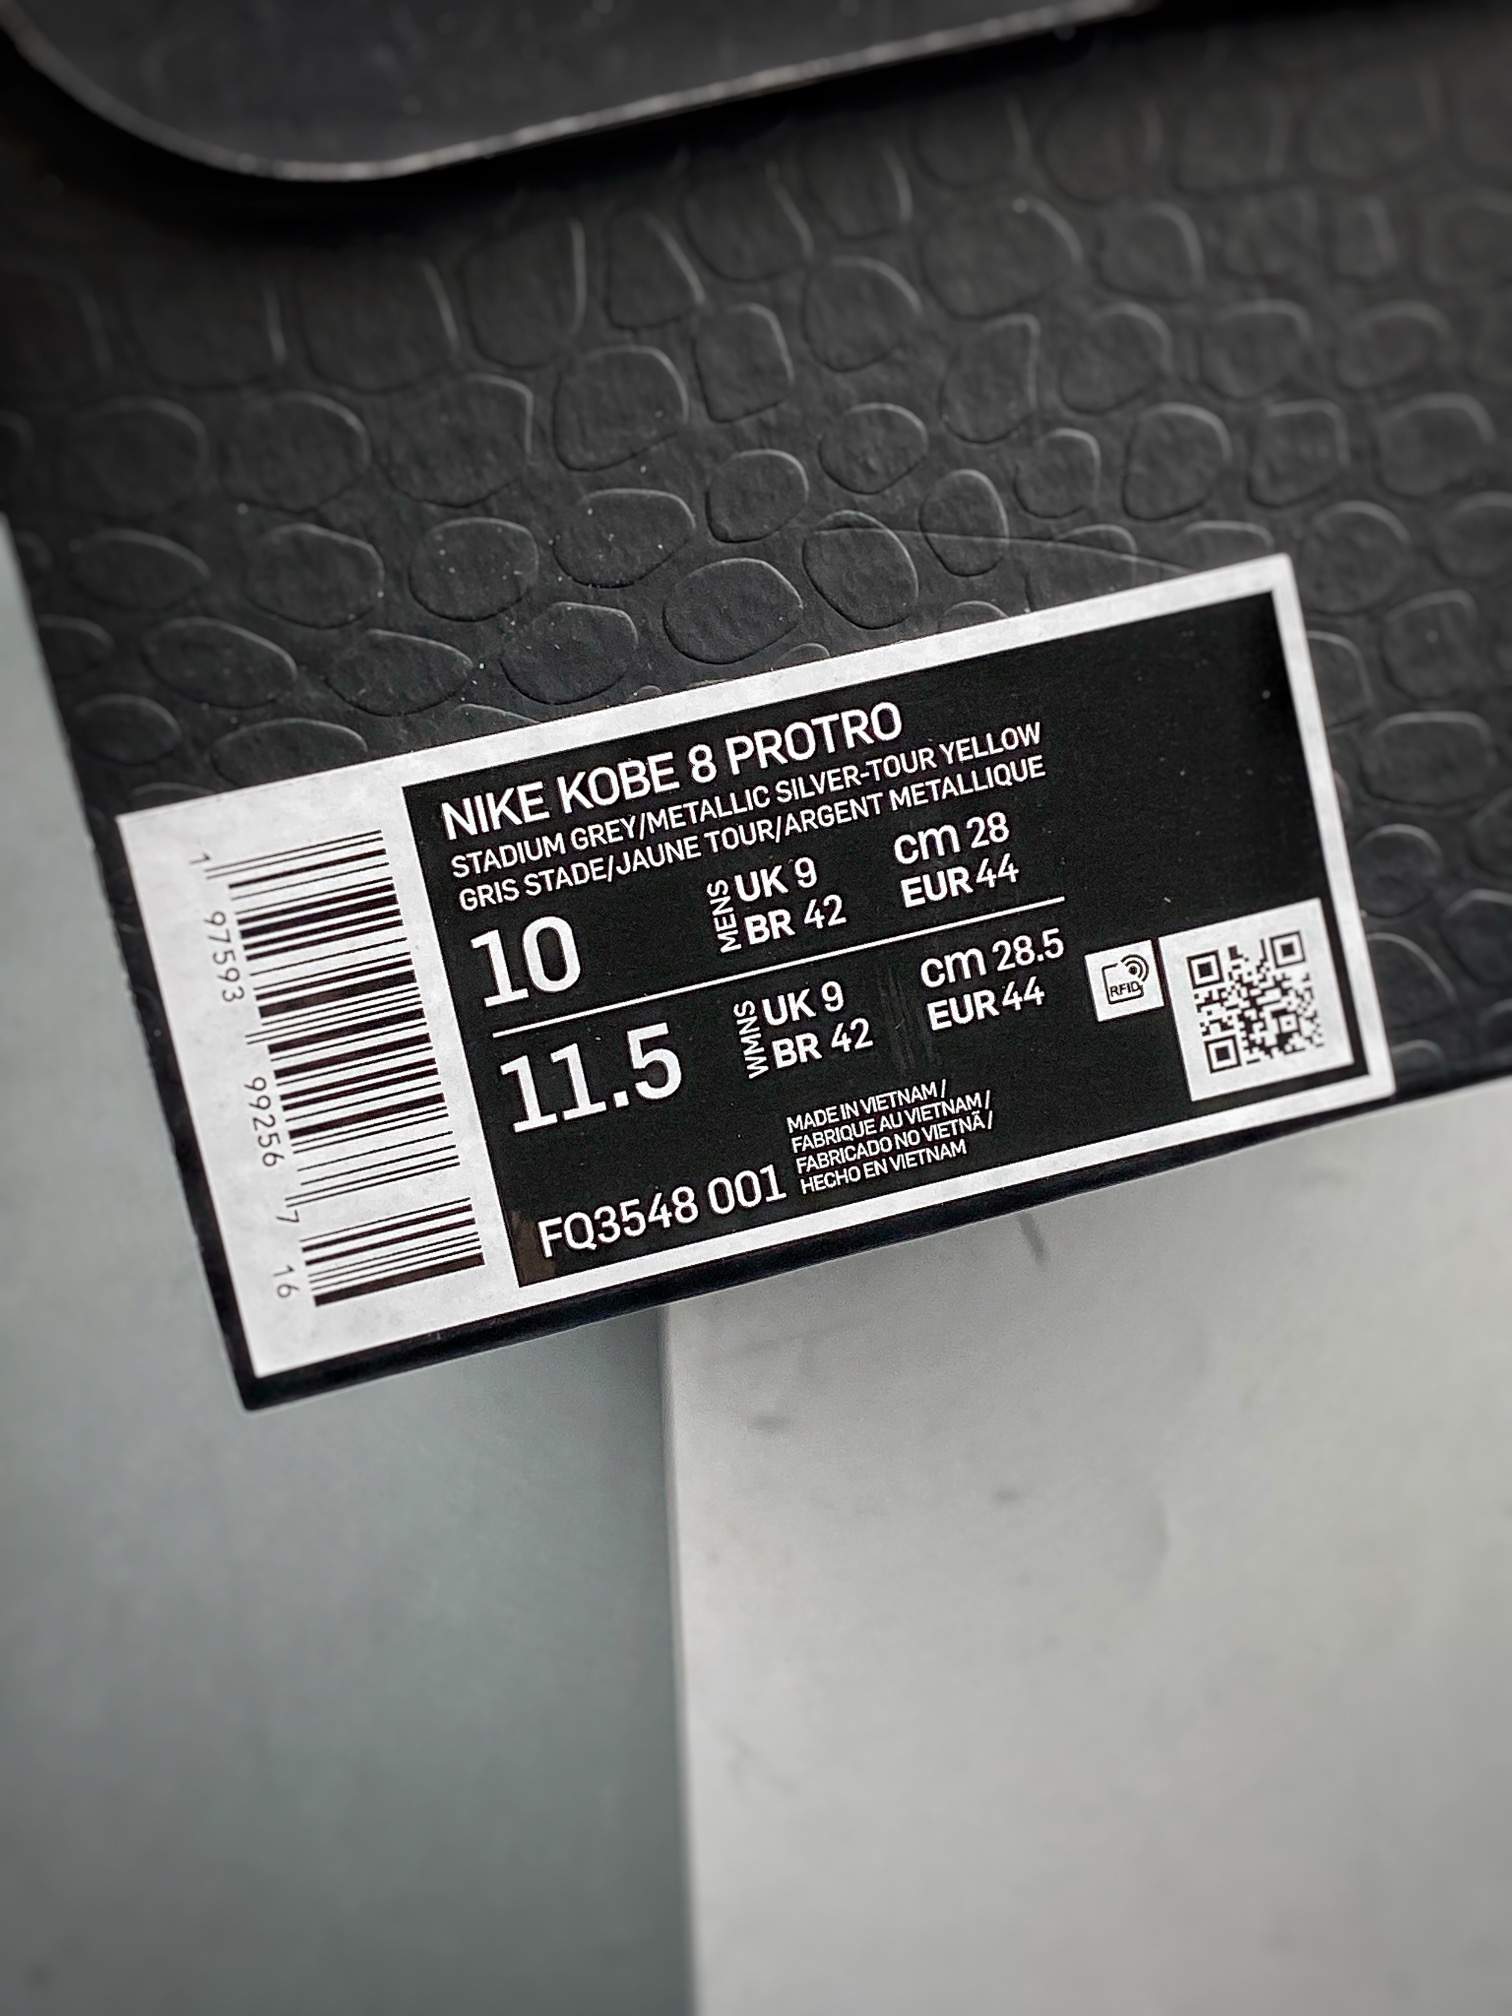 NIKE KOBE 8 PROTRO
STADIUM GREY/METALLIC SILVER-TOUR YELLOW
GRIS STADE/JAUNE TOUR/ARGENT METALLIQUE
10
MENS
UK 9
BR 42
cm 28
EUR 44
11.5
WMNS
UK 9
BR 42
cm 28.5
EUR 44
RFID
MADE IN VIETNAM/
FABRIQUE AU VIETNAM/
FABRICADO NO VIETNÃ/
HECHO EN VIETNAM
FQ3548 001
1 97593 99256 7 16